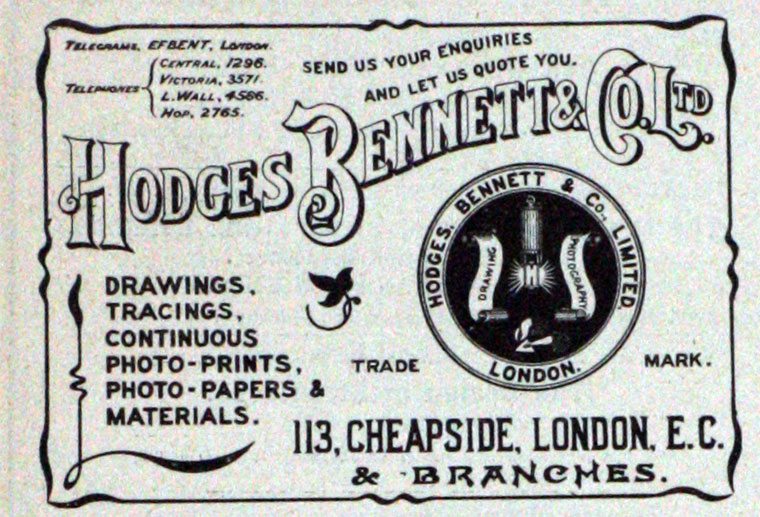 TELEGRAMS, EFBENT, LONDON.
TELEPHONES
CENTRAL, 1296.
VICTORIA, 3571.
L. WALL, 4566.
HOP, 2765.
SEND US YOUR ENQUIRIES
AND LET US QUOTE YOU.
HODGES BENNETT & CO. LTD.
HODGES, BENNETT & CO., LIMITED.
DRAWING
PHOTOGRAPHY
LONDON.
TRADE MARK.
DRAWINGS.
TRACINGS,
CONTINUOUS
PHOTO-PRINTS,
PHOTO-PAPERS &
MATERIALS.
113, CHEAPSIDE, LONDON, E.C.
& BRANCHES.